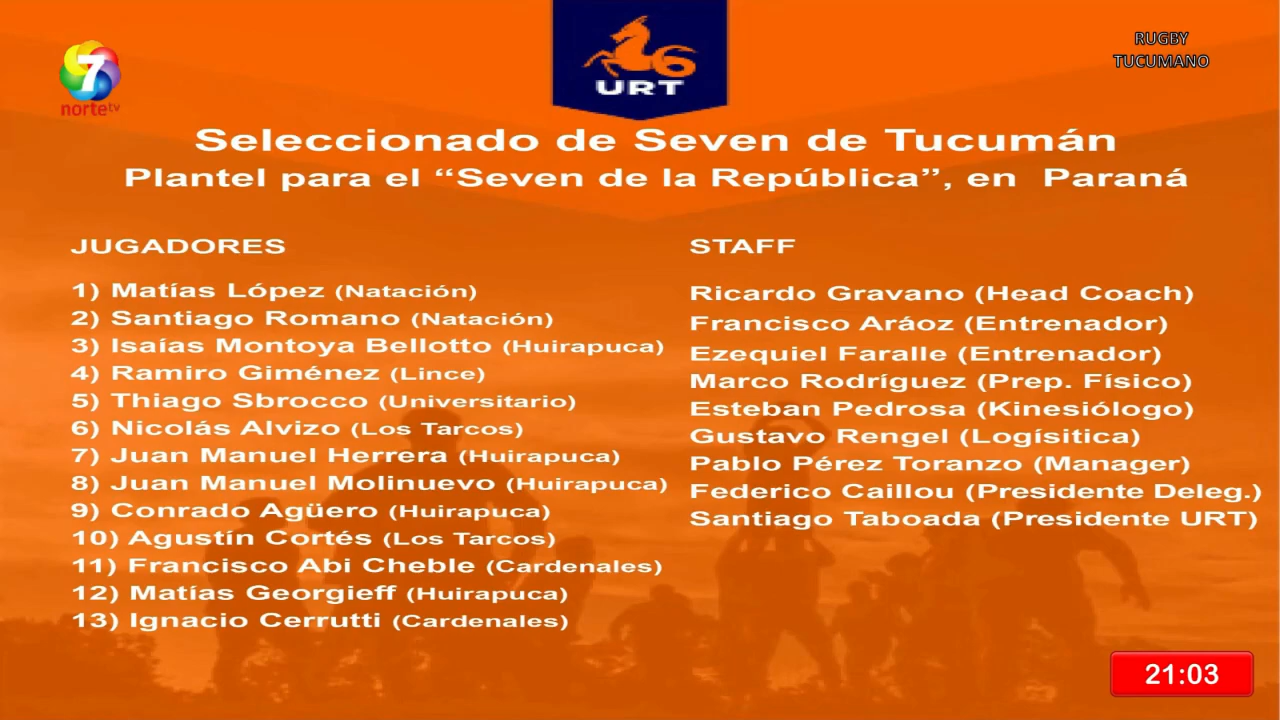 7
nortetv
6
URT
RUGBY
TUCUMANO
Seleccionado de Seven de Tucumán
Plantel para el “Seven de la República”, en Paraná
JUGADORES
1) Matías López (Natación)
2) Santiago Romano (Natación)
3) Isaías Montoya Bellotto (Huirapuca)
4) Ramiro Giménez (Lince)
5) Thiago Sbrocco (Universitario)
6) Nicolás Alvizo (Los Tarcos)
7) Juan Manuel Herrera (Huirapuca)
8) Juan Manuel Molinuevo (Huirapuca)
9) Conrado Agüero (Huirapuca)
10) Agustín Cortés (Los Tarcos)
11) Francisco Abi Cheble (Cardenales)
12) Matías Georgieff (Huirapuca)
13) Ignacio Cerrutti (Cardenales)
STAFF
Ricardo Gravano (Head Coach)
Francisco Aráoz (Entrenador)
Ezequiel Faralle (Entrenador)
Marco Rodríguez (Prep. Físico)
Esteban Pedrosa (Kinesiólogo)
Gustavo Rengel (Logísitica)
Pablo Pérez Toranzo (Manager)
Federico Caillou (Presidente Deleg.)
Santiago Taboada (Presidente URT)
21:03